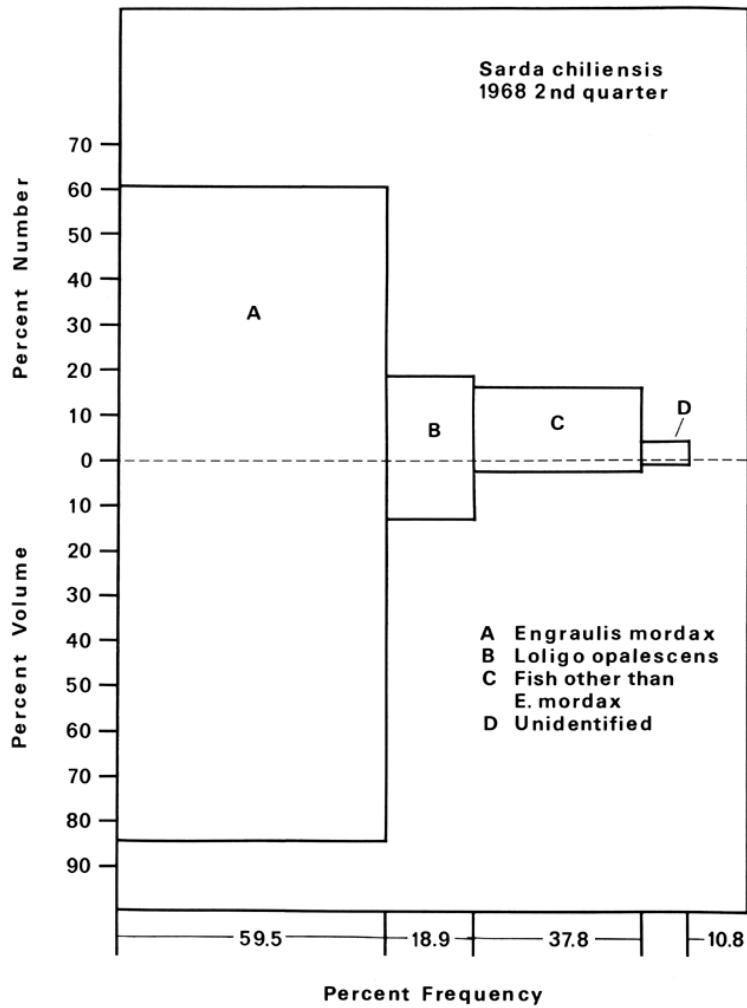 Sarda chiliensis
1968 2nd quarter
Percent Number
70
60
50
40
30
20
10
0
10
20
30
40
50
60
70
80
90
Percent Volume
A
B
C
D
A Engraulis mordax
B Loligo opalescens
C Fish other than
E. mordax
D Unidentified
59.5
18.9
37.8
10.8
Percent Frequency